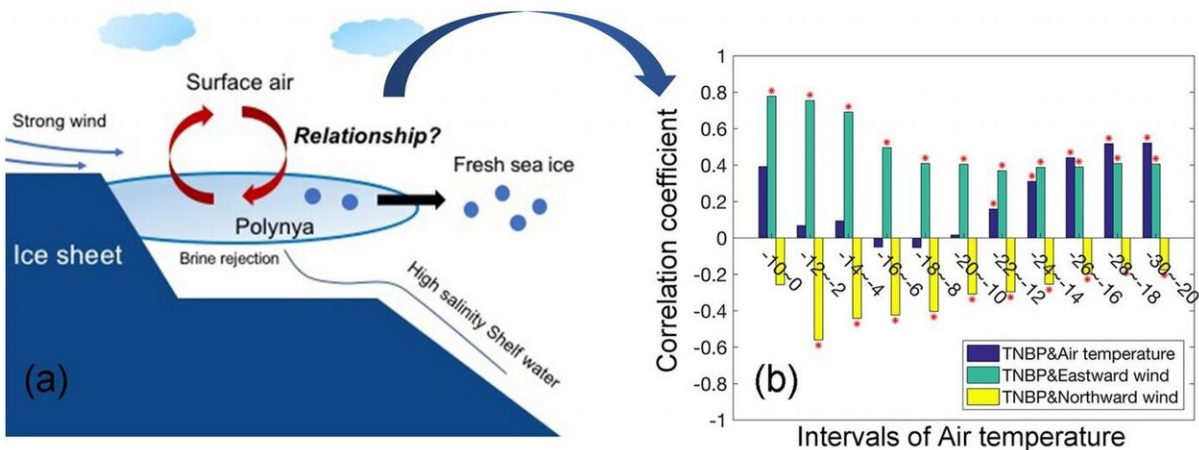 Strong wind
Surface air
Relationship?
Fresh sea ice
Polynya
Ice sheet
Brine rejection
High salinity Shelf water
(a)
Correlation coefficient
1
0.8
0.6
0.4
0.2
0
-0.2
-0.4
-0.6
-0.8
-1
-10~0
-12~-2
-14~-4
-16~-6
-18~-8
-20~-10
-22~-12
-24~-14
-26~-16
-28~-18
-30~-20
TNBP&Air temperature
TNBP&Eastward wind
TNBP&Northward wind
(b)
Intervals of Air temperature